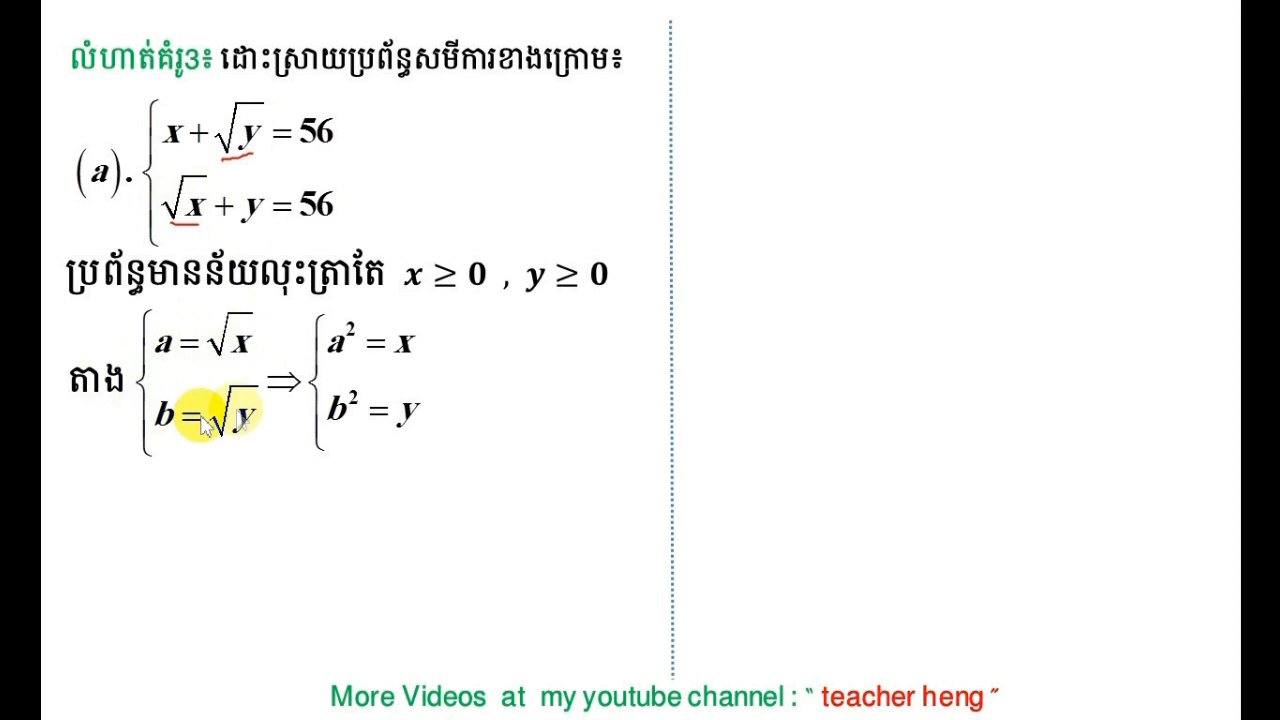 លំហាត់គំរូ3៖ ដោះស្រាយប្រព័ន្ធសមីការខាងក្រោម៖
(a). { x + √y = 56
√x + y = 56
ប្រព័ន្ធមានន័យលុះត្រាតែ x ≥ 0 , y ≥ 0
តាង { a = √x ⇒ { a² = x
b = √y b² = y
More Videos at my youtube channel : “ teacher heng ”